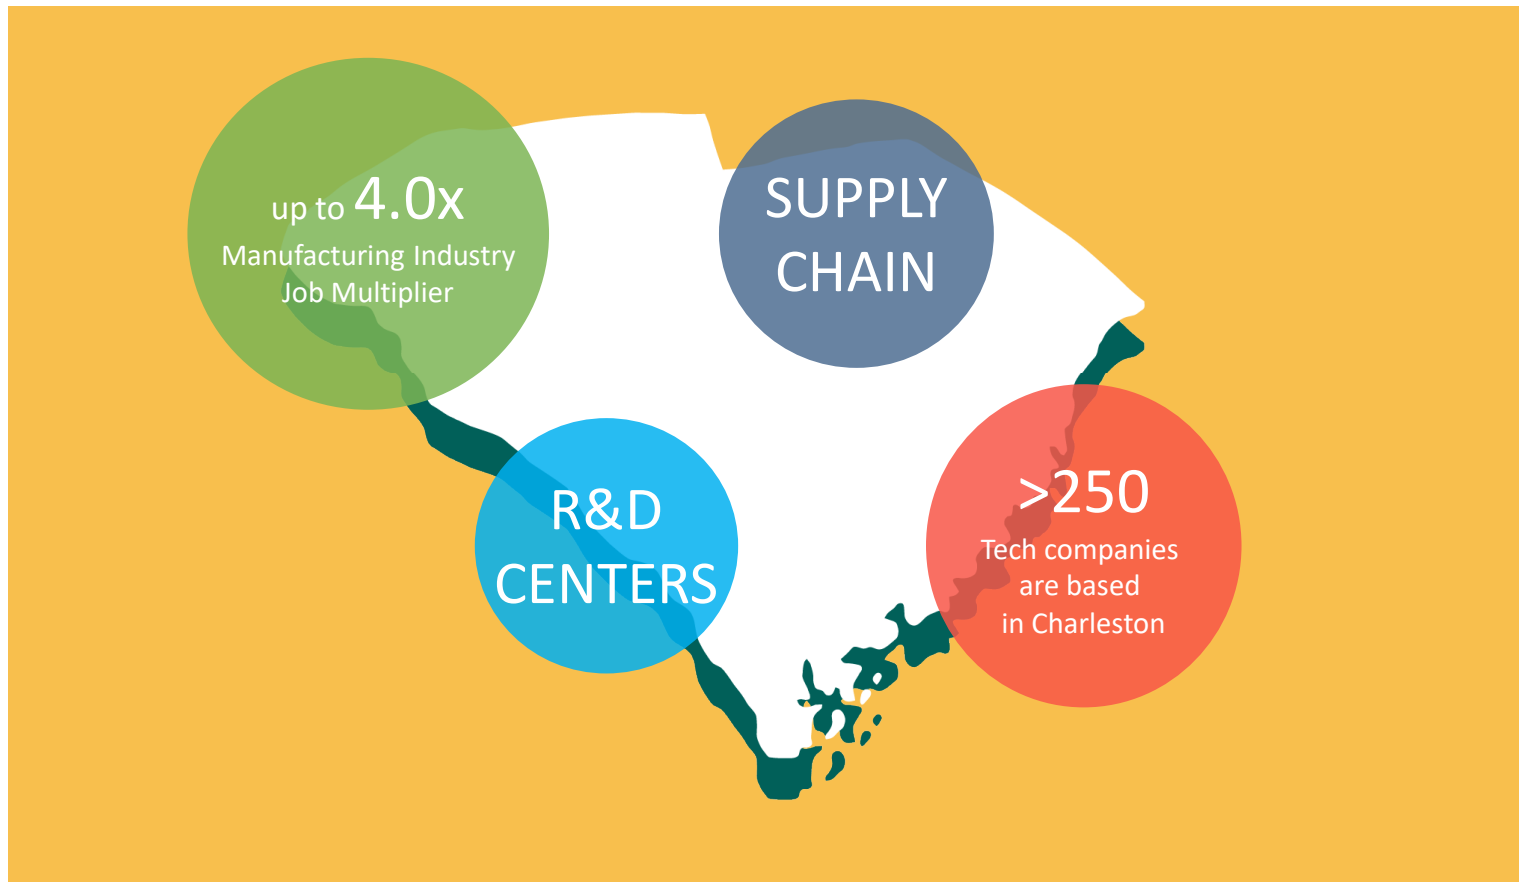 up to 4.0x
Manufacturing Industry
Job Multiplier
SUPPLY
CHAIN
R&D
CENTERS
>250
Tech companies
are based
in Charleston